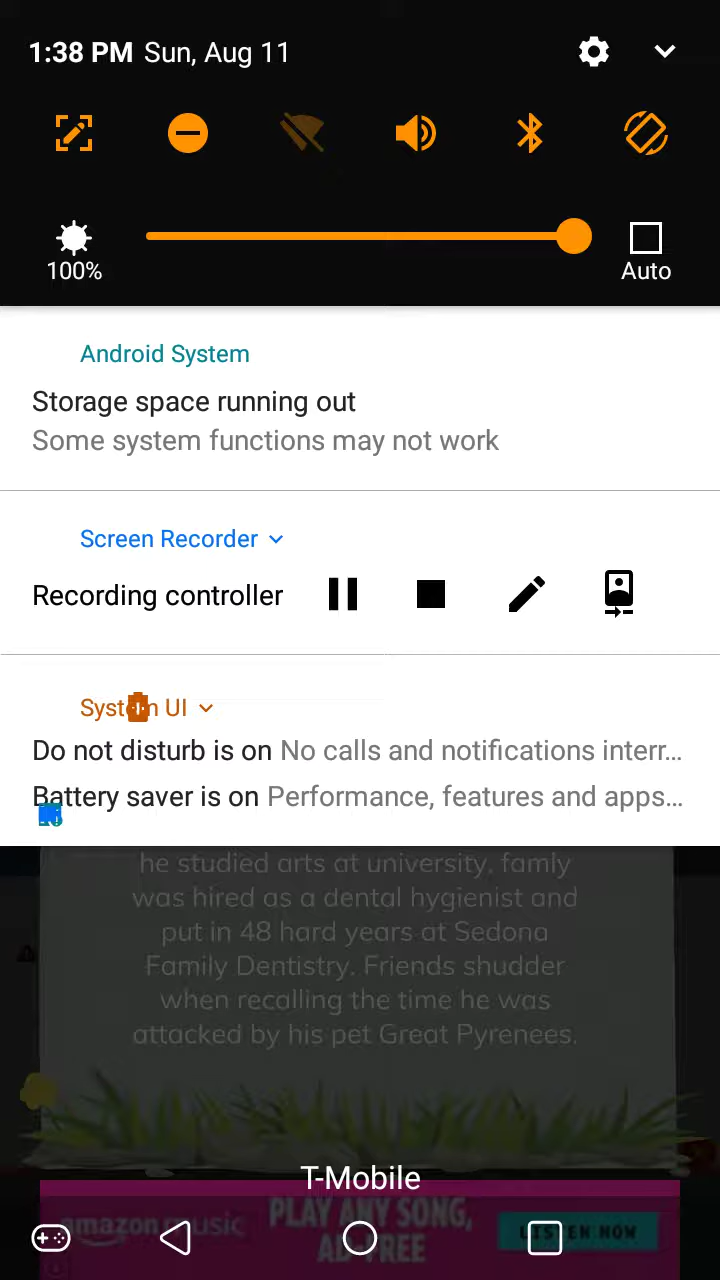 1:38 PM Sun, Aug 11
100%
Auto
Android System
Storage space running out
Some system functions may not work
Screen Recorder
Recording controller
System UI
Do not disturb is on No calls and notifications interr...
Battery saver is on Performance, features and apps...
he studied arts at university, famly
was hired as a dental hygienist and
put in 48 hard years at Sedona
Family Dentistry. Friends shudder
when recalling the time he was
attacked by his pet Great Pyrenees.
T-Mobile
amazon music
PLAY ANY SONG,
AD-FREE
LISTEN NOW